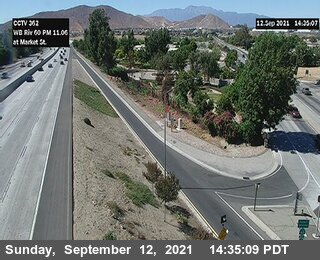 CCTV 362
WB Riv 60 PM 11.06
at Market St.
12 Sep 2021 14:35:07
Sunday, September 12, 2021 14:35:09 PDT